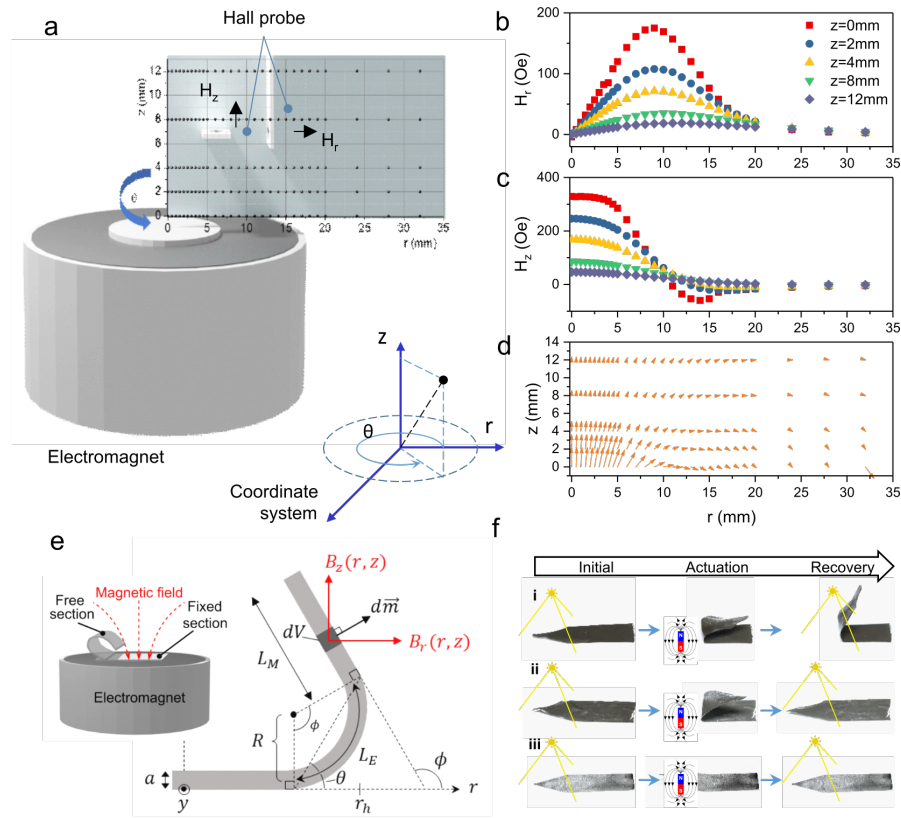 a
Hall probe
z (mm)
12
10
8
6
4
2
0
H_z
H_r
0 5 10 15 20 25 30 35
r (mm)
θ
Electromagnet
z
θ
r
Coordinate
system
b
H_r (Oe)
200
100
0
z=0mm
z=2mm
z=4mm
z=8mm
z=12mm
0 5 10 15 20 25 30 35
c
H_z (Oe)
400
200
0
0 5 10 15 20 25 30 35
d
z (mm)
14
12
10
8
6
4
2
0
0 5 10 15 20 25 30 35
r (mm)
e
Free
section
Magnetic field
Fixed
section
Electromagnet
B_z(r, z)
dm⃗
dV
B_r(r, z)
L_M
ϕ
R
L_E
θ
ϕ
a
y
r_h
r
f
Initial
Actuation
Recovery
i
N
S
ii
N
S
iii
N
S